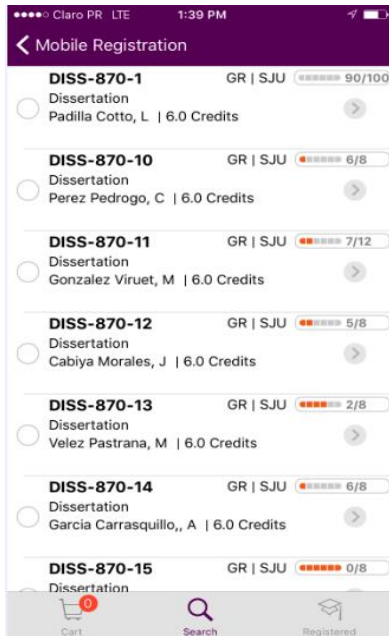 Claro PR LTE 1:39 PM
Mobile Registration
DISS-870-1 GR | SJU 90/100
Dissertation
Padilla Cotto, L | 6.0 Credits
DISS-870-10 GR | SJU 6/8
Dissertation
Perez Pedrogo, C | 6.0 Credits
DISS-870-11 GR | SJU 7/12
Dissertation
Gonzalez Viruet, M | 6.0 Credits
DISS-870-12 GR | SJU 5/8
Dissertation
Cabiya Morales, J | 6.0 Credits
DISS-870-13 GR | SJU 2/8
Dissertation
Velez Pastrana, M | 6.0 Credits
DISS-870-14 GR | SJU 6/8
Dissertation
Garcia Carrasquillo,, A | 6.0 Credits
DISS-870-15 GR | SJU 0/8
Dissertation
0
Cart Search Registered